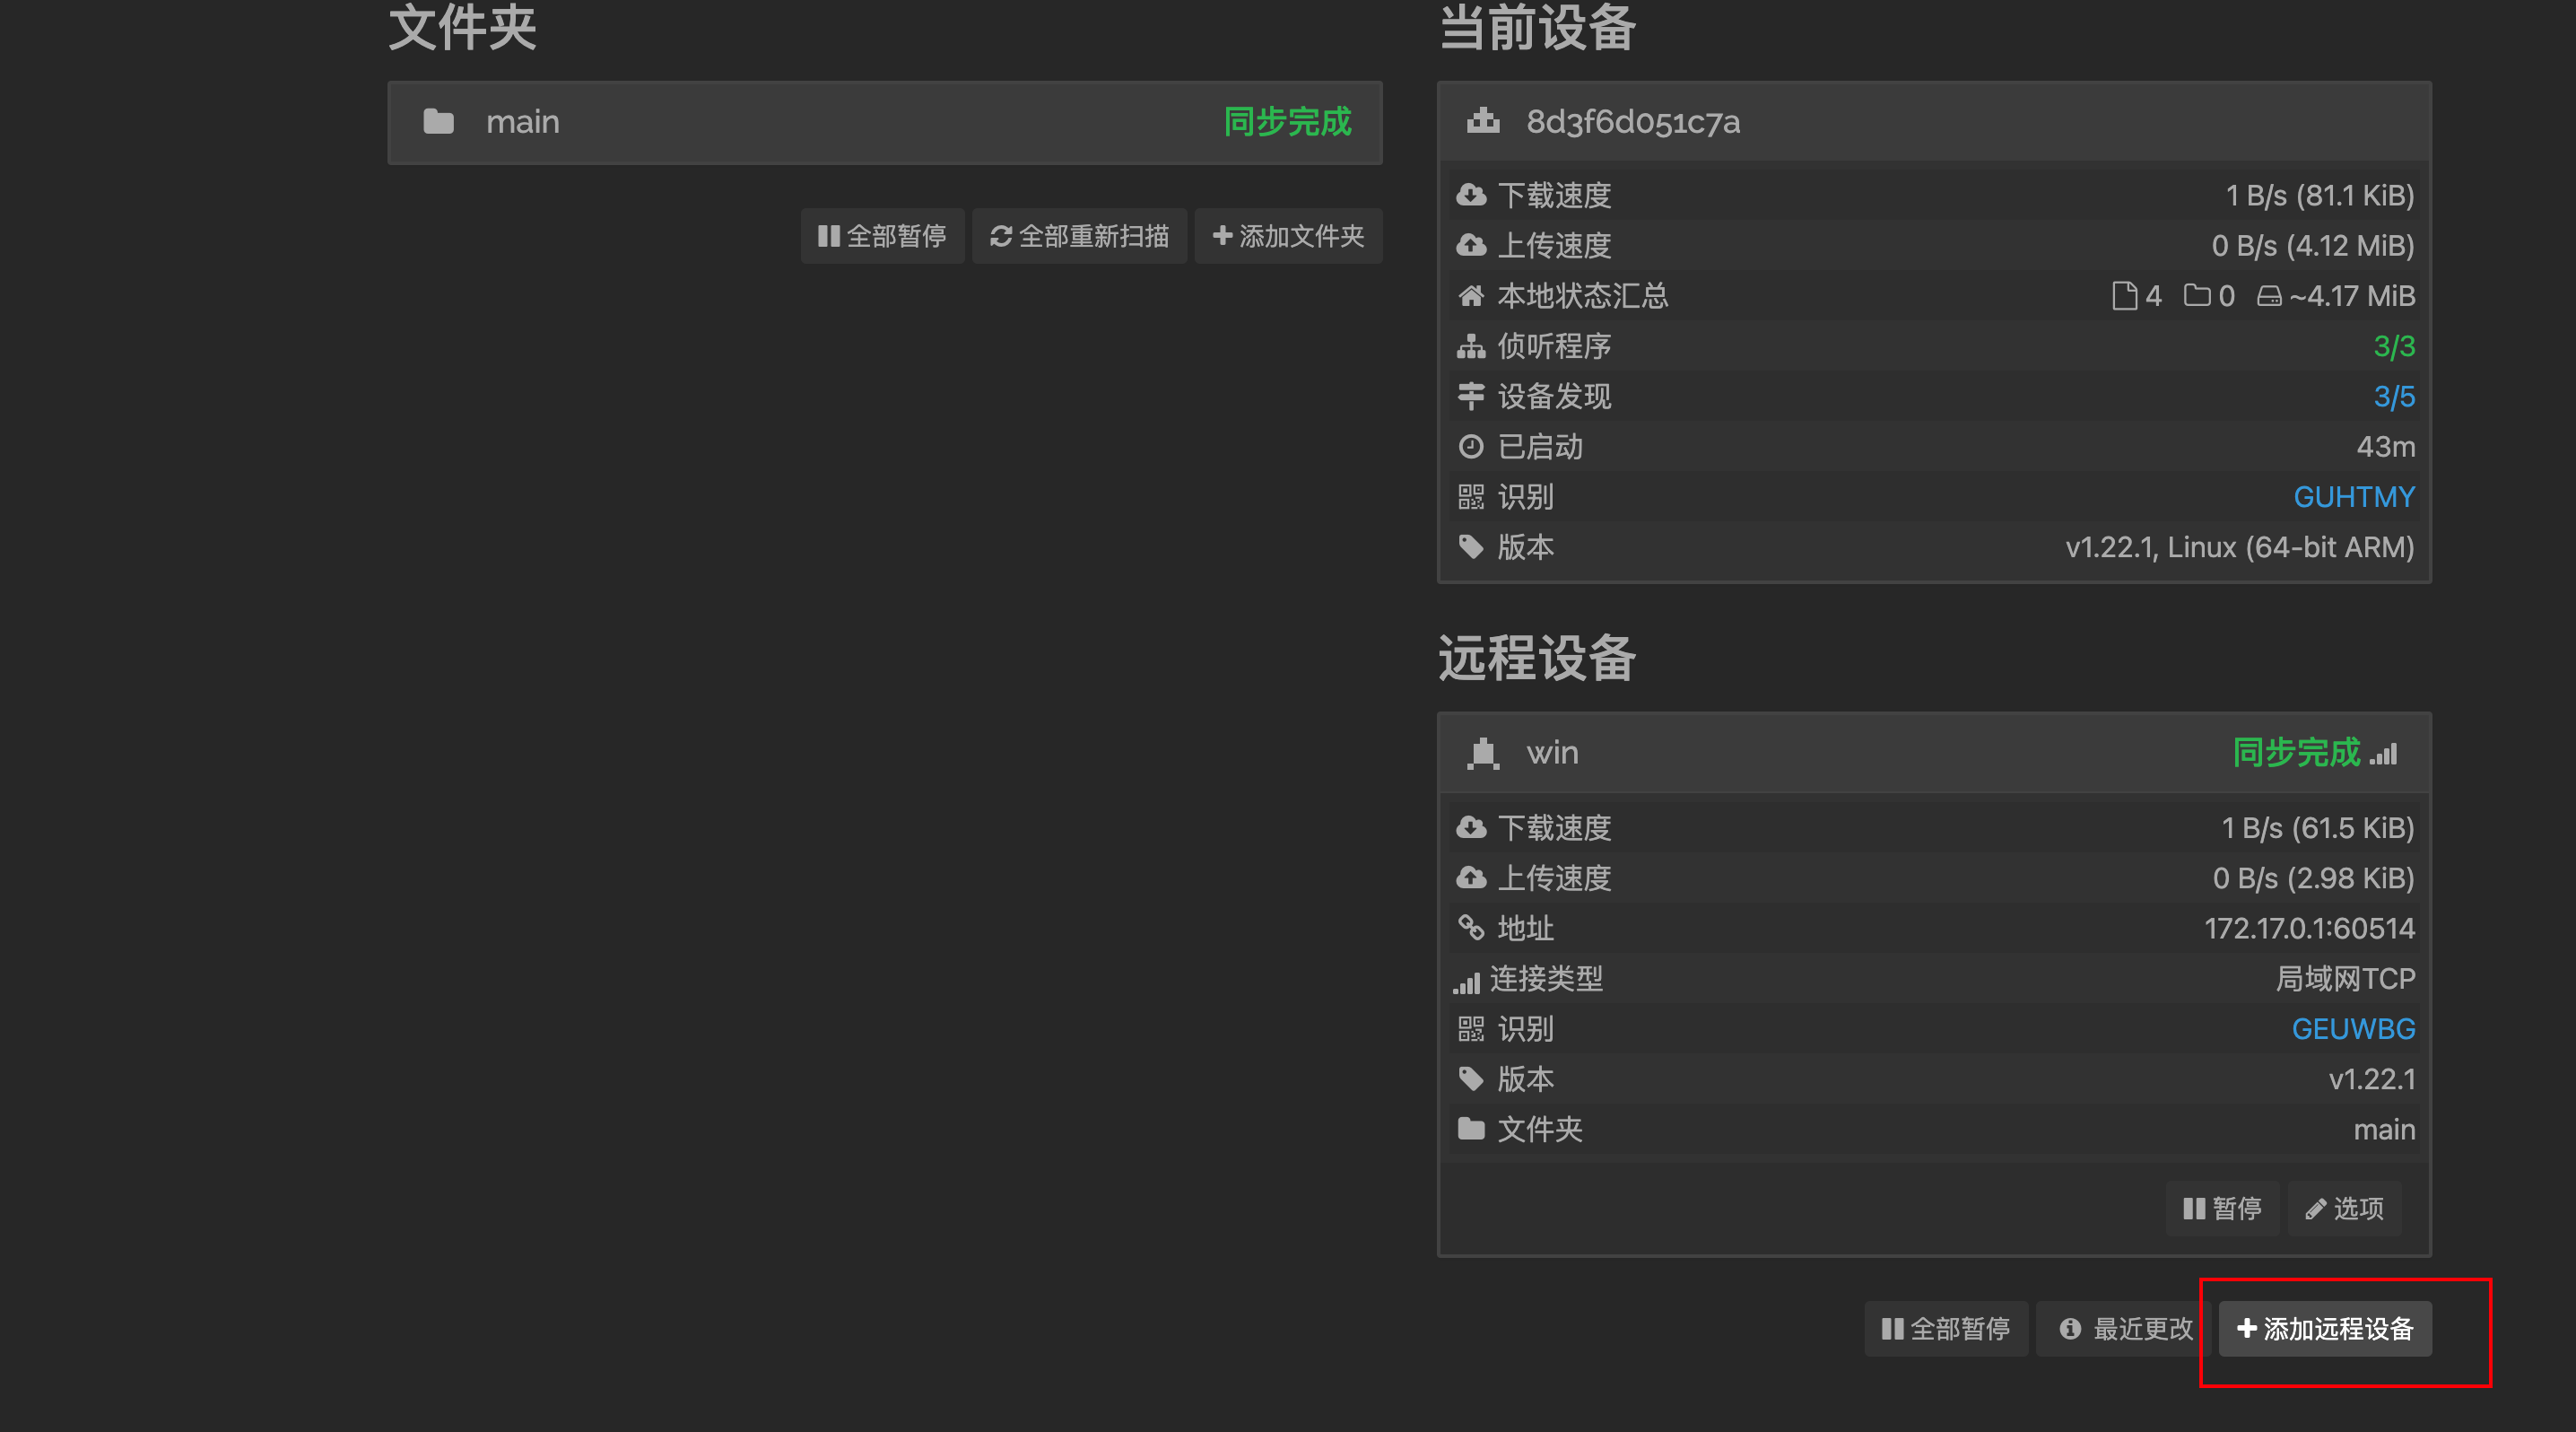 文件夹
main 同步完成
全部暂停 全部重新扫描 添加文件夹
当前设备
8d3f6d051c7a
下载速度 1 B/s (81.1 KiB)
上传速度 0 B/s (4.12 MiB)
本地状态汇总 4 0 ~4.17 MiB
侦听程序 3/3
设备发现 3/5
已启动 43m
识别 GUHTMY
版本 v1.22.1, Linux (64-bit ARM)
远程设备
win 同步完成
下载速度 1 B/s (61.5 KiB)
上传速度 0 B/s (2.98 KiB)
地址 172.17.0.1:60514
连接类型 局域网TCP
识别 GEUWBG
版本 v1.22.1
文件夹 main
暂停 选项
全部暂停 最近更改 添加远程设备